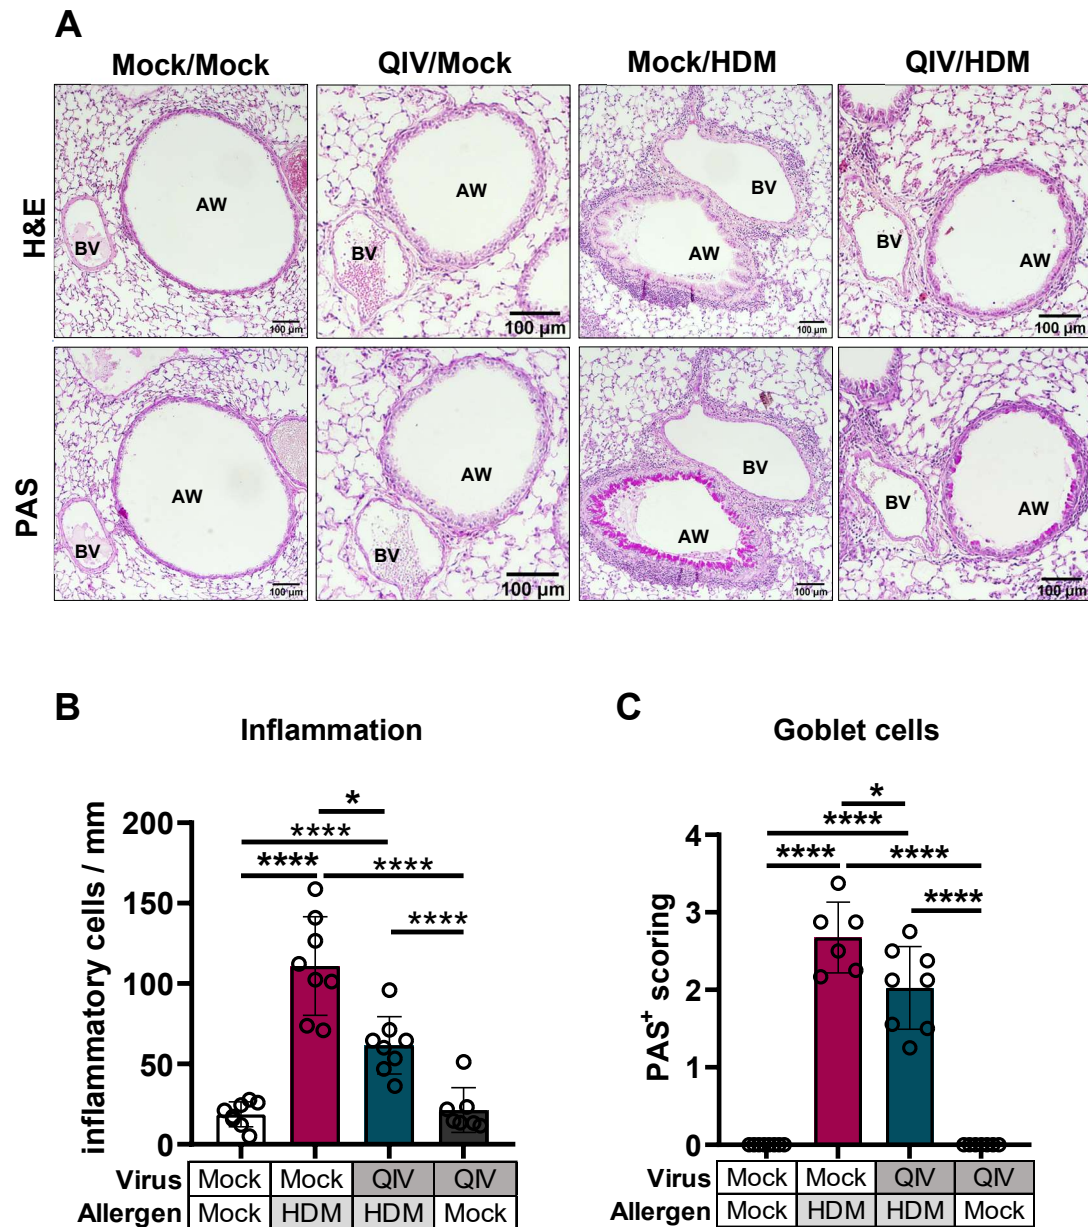 A
Mock/Mock QIV/Mock Mock/HDM QIV/HDM
H&E
AW BV 100 µm
AW BV 100 µm
BV AW 100 µm
BV AW 100 µm
PAS
AW BV 100 µm
AW BV 100 µm
BV AW 100 µm
BV AW 100 µm
B
Inflammation
inflammatory cells / mm
200
150
100
50
0
*
****
**** ****
****
Virus Mock Mock QIV QIV
Allergen Mock HDM HDM Mock
C
Goblet cells
PAS+ scoring
4
3
2
1
0
*
****
**** ****
****
Virus Mock Mock QIV QIV
Allergen Mock HDM HDM Mock